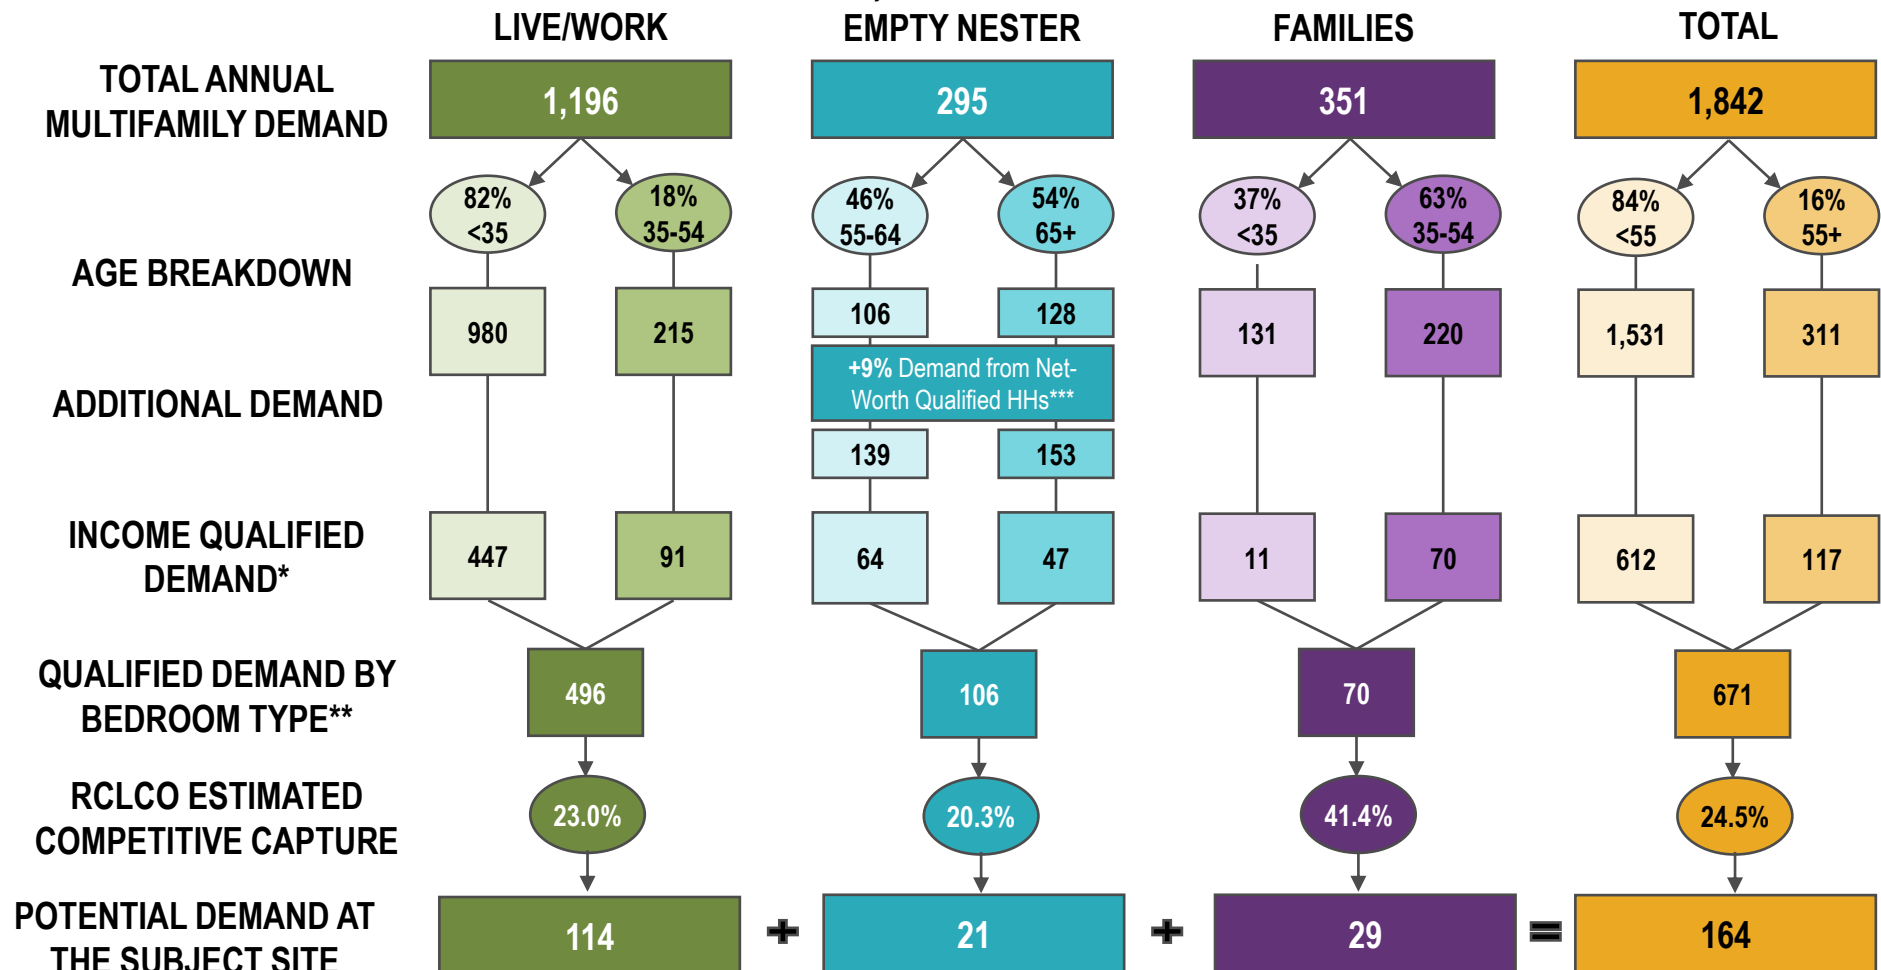 LIVE/WORK
EMPTY NESTER
FAMILIES
TOTAL
TOTAL ANNUAL
MULTIFAMILY DEMAND
1,196
295
351
1,842
82%
<35
18%
35-54
46%
55-64
54%
65+
37%
<35
63%
35-54
84%
<55
16%
55+
AGE BREAKDOWN
980
215
106
128
131
220
1,531
311
ADDITIONAL DEMAND
+9% Demand from Net-
Worth Qualified HHs***
139
153
INCOME QUALIFIED
DEMAND*
447
91
64
47
11
70
612
117
QUALIFIED DEMAND BY
BEDROOM TYPE**
496
106
70
671
RCLCO ESTIMATED
COMPETITIVE CAPTURE
23.0%
20.3%
41.4%
24.5%
POTENTIAL DEMAND AT
THE SUBJECT SITE
114
+
21
+
29
=
164